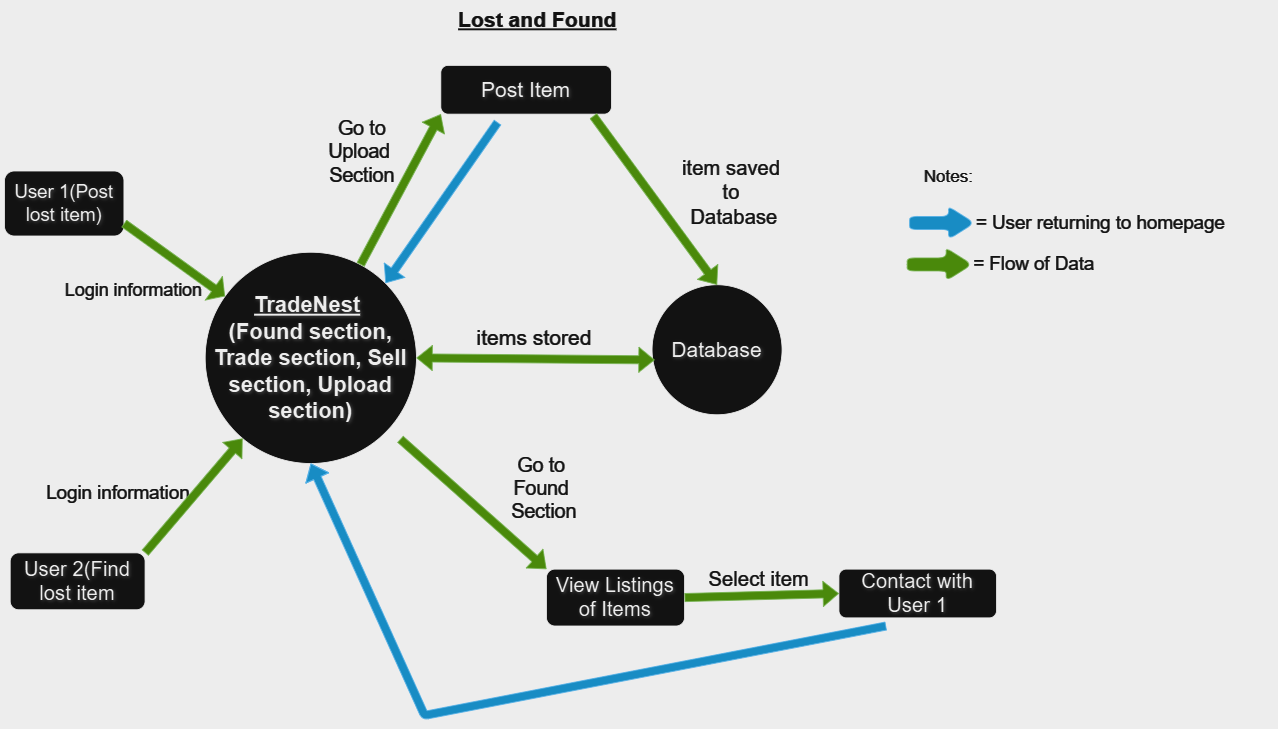 Lost and Found
Post Item
Go to
Upload
Section
item saved
to
Database
Notes:
= User returning to homepage
= Flow of Data
User 1(Post
lost item)
Login information
TradeNest
(Found section,
Trade section, Sell
section, Upload
section)
items stored
Database
Login information
Go to
Found
Section
User 2(Find
lost item
View Listings
of Items
Select item
Contact with
User 1